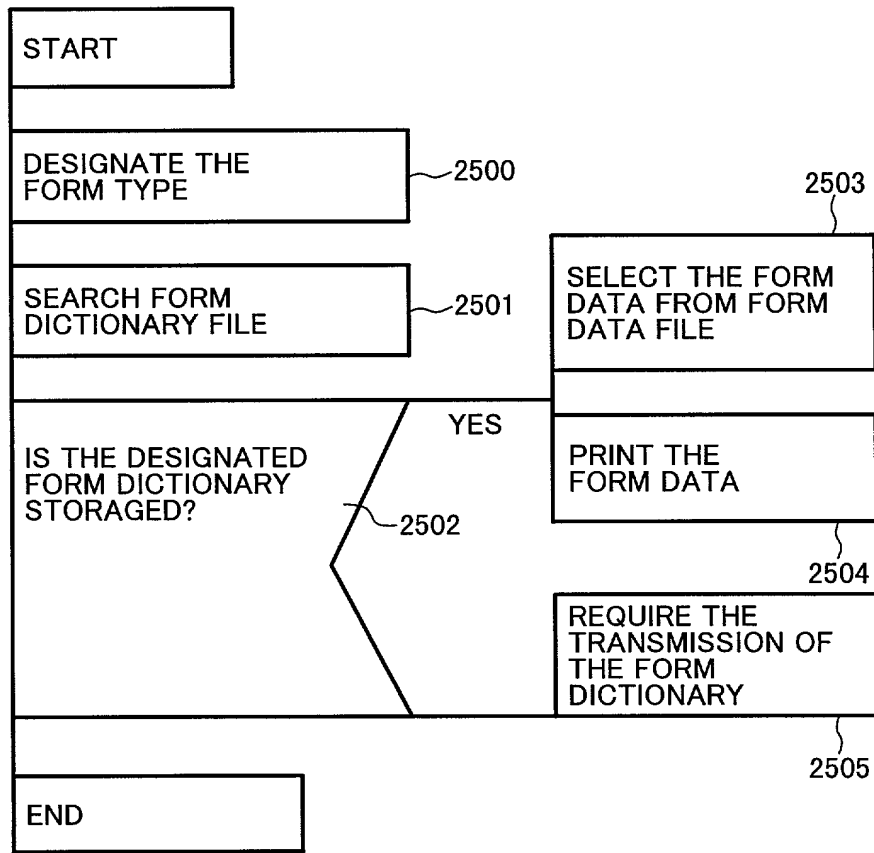 START
DESIGNATE THE
FORM TYPE
2500
SEARCH FORM
DICTIONARY FILE
2501
IS THE DESIGNATED
FORM DICTIONARY
STORAGED?
2502
YES
2503
SELECT THE FORM
DATA FROM FORM
DATA FILE
PRINT THE
FORM DATA
2504
REQUIRE THE
TRANSMISSION OF
THE FORM
DICTIONARY
2505
END